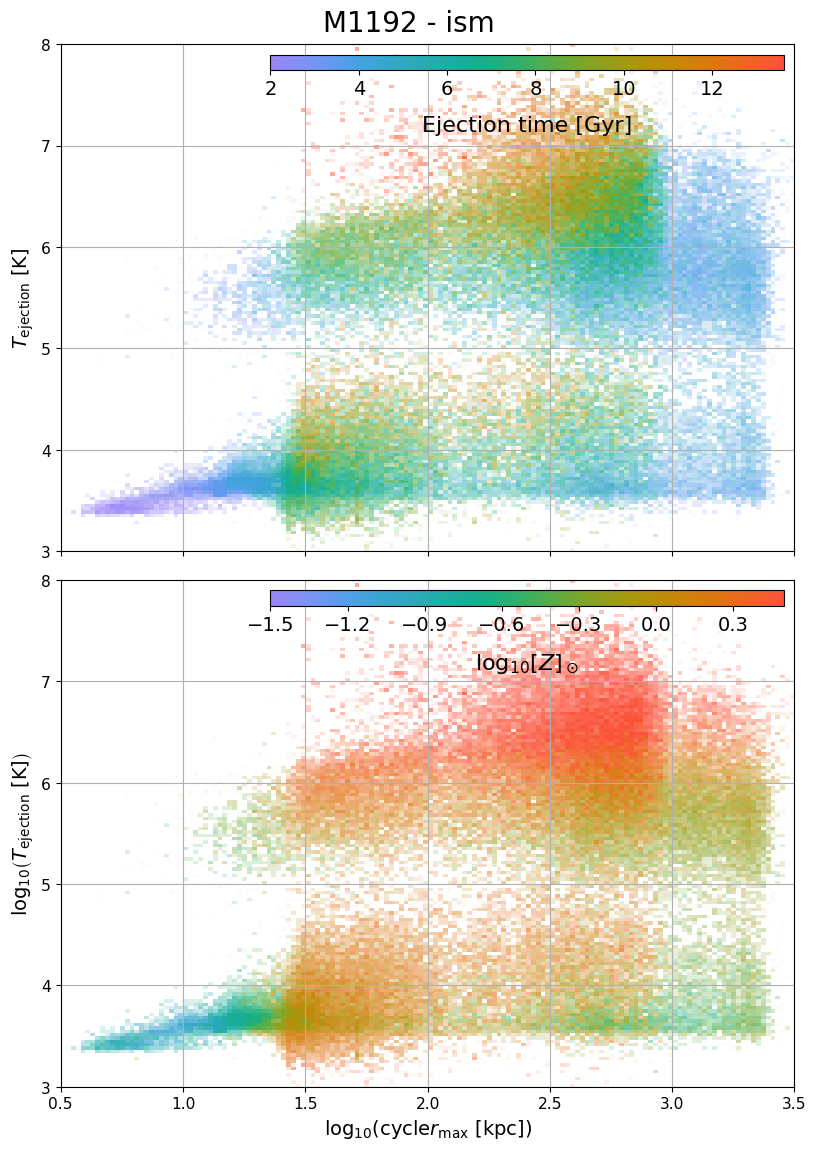 M1192 - ism
8
2 4 6 8 10 12
Ejection time [Gyr]
7
6
T_ejection [K]
5
4
3
8
−1.5 −1.2 −0.9 −0.6 −0.3 0.0 0.3
log₁₀[Z]_⊙
7
6
log₁₀(T_ejection [K])
5
4
3
0.5 1.0 1.5 2.0 2.5 3.0 3.5
log₁₀(cycler_max [kpc])